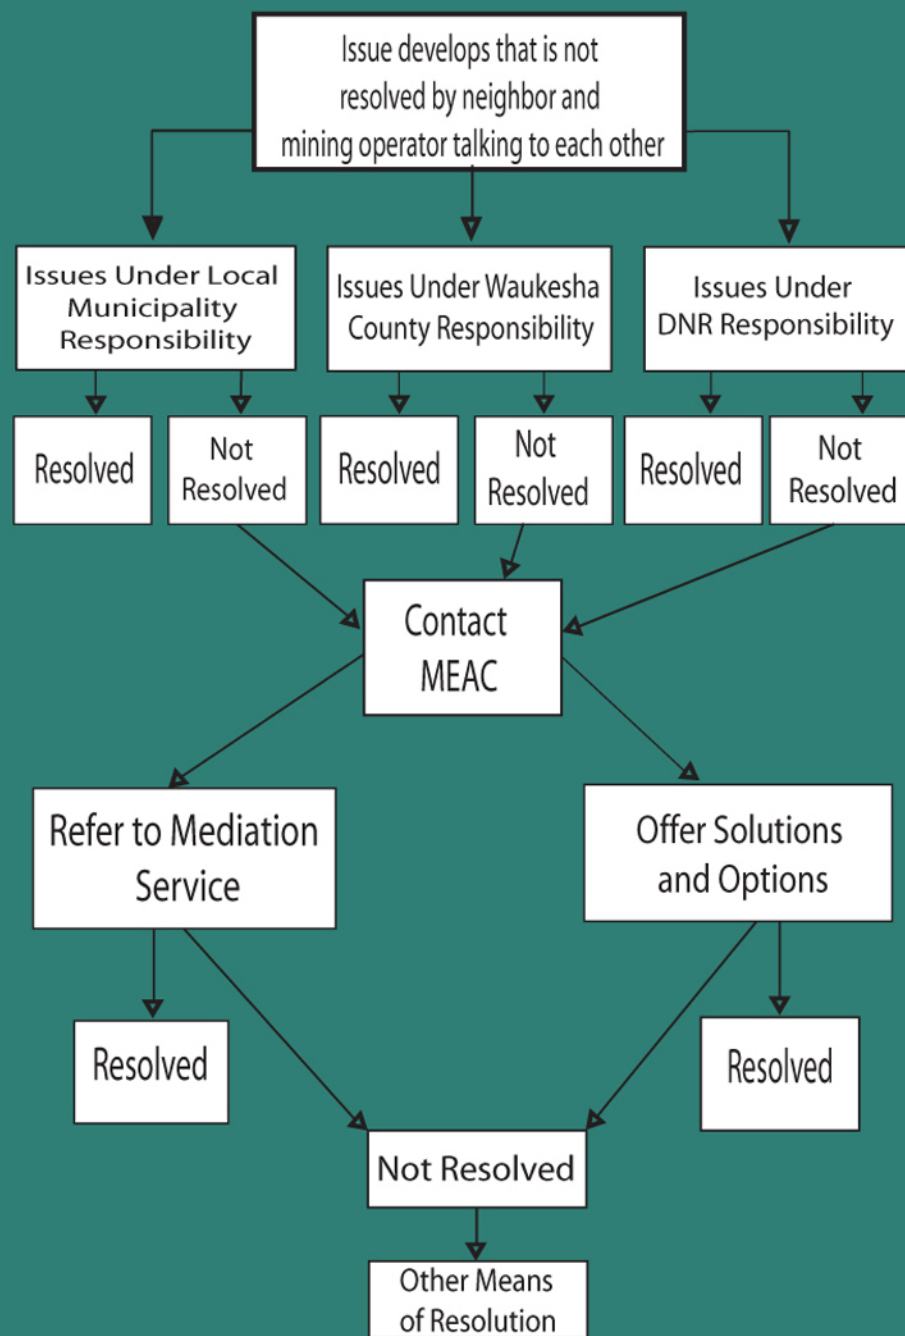 Issue develops that is not
resolved by neighbor and
mining operator talking to each other
Issues Under Local
Municipality
Responsibility
Issues Under Waukesha
County Responsibility
Issues Under
DNR Responsibility
Resolved
Not
Resolved
Resolved
Not
Resolved
Resolved
Not
Resolved
Contact
MEAC
Refer to Mediation
Service
Offer Solutions
and Options
Resolved
Resolved
Not Resolved
Other Means
of Resolution